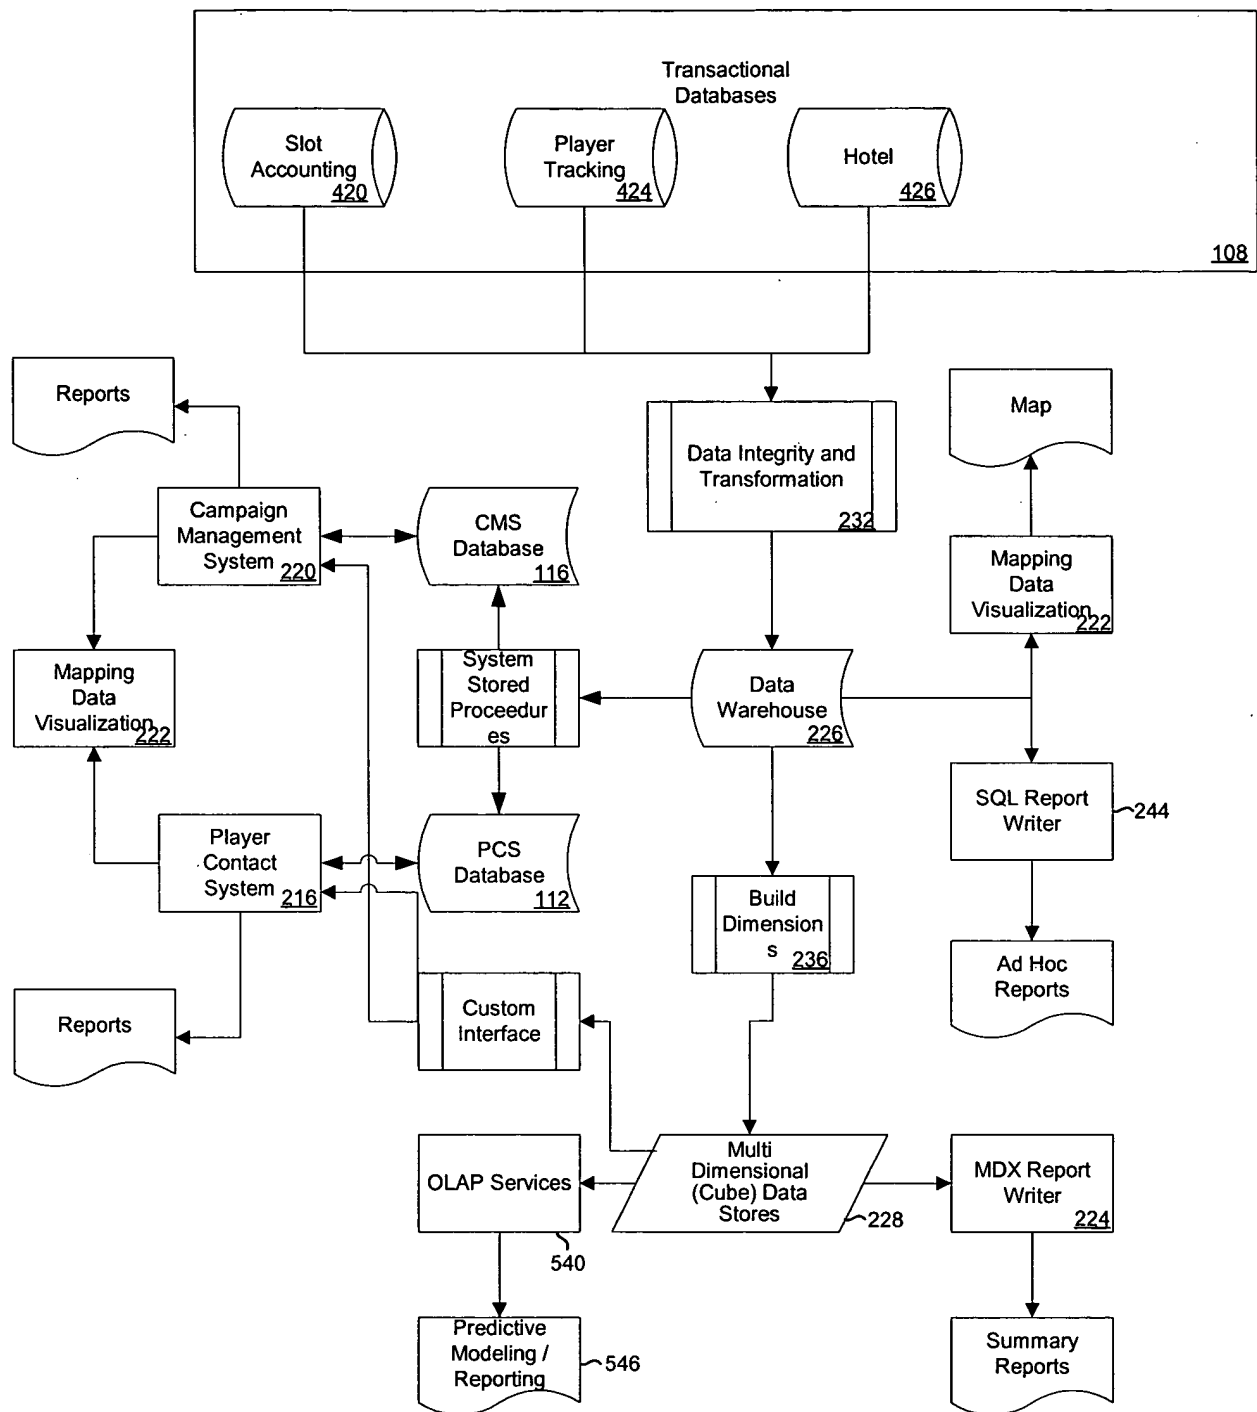 Transactional
Databases
Slot
Accounting
420
Player
Tracking
424
Hotel
426
108
Reports
Data Integrity and
Transformation
232
Map
Campaign
Management
System
220
CMS
Database
116
Mapping
Data
Visualization
222
Mapping
Data
Visualization
222
System
Stored
Proceedur
es
Data
Warehouse
226
SQL Report
Writer
244
Player
Contact
System
216
PCS
Database
112
Build
Dimension
s
236
Ad Hoc
Reports
Reports
Custom
Interface
OLAP Services
540
Multi
Dimensional
(Cube) Data
Stores
228
MDX Report
Writer
224
Predictive
Modeling /
Reporting
546
Summary
Reports